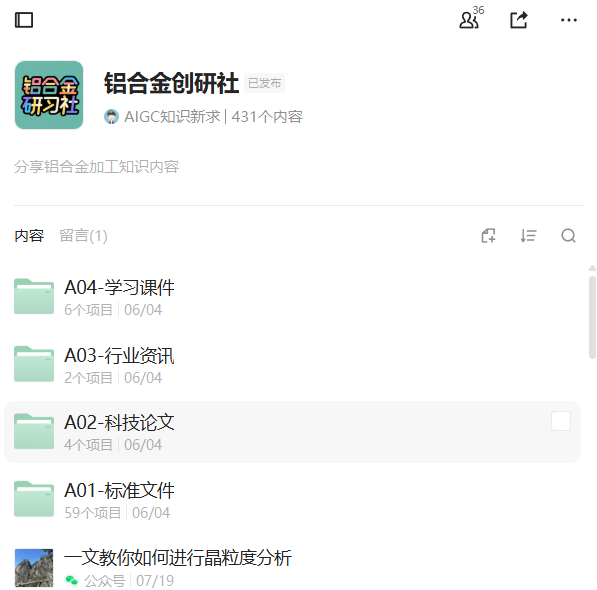 36
铝合金
研习社
铝合金创研社 已发布
AIGC知识新求 | 431个内容
分享铝合金加工知识内容
内容 留言(1)
A04-学习课件
6个项目 | 06/04
A03-行业资讯
2个项目 | 06/04
A02-科技论文
4个项目 | 06/04
A01-标准文件
59个项目 | 06/04
一文教你如何进行晶粒度分析
公众号 | 07/19